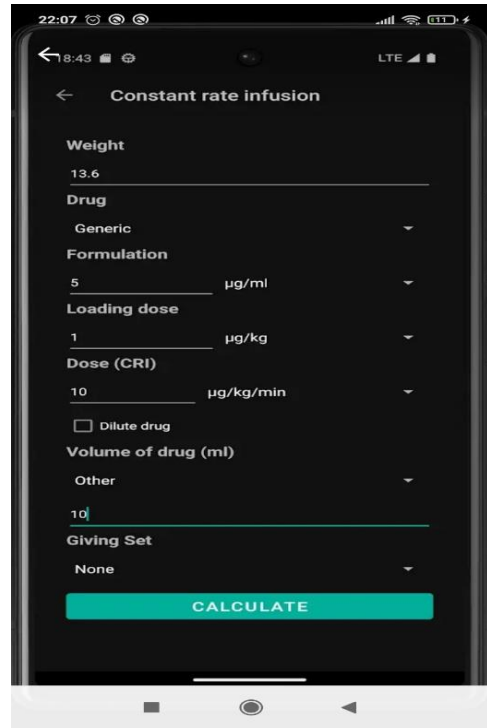 22:07
18:43 LTE
Constant rate infusion
Weight
13.6
Drug
Generic
Formulation
5 µg/ml
Loading dose
1 µg/kg
Dose (CRI)
10 µg/kg/min
Dilute drug
Volume of drug (ml)
Other
10
Giving Set
None
CALCULATE